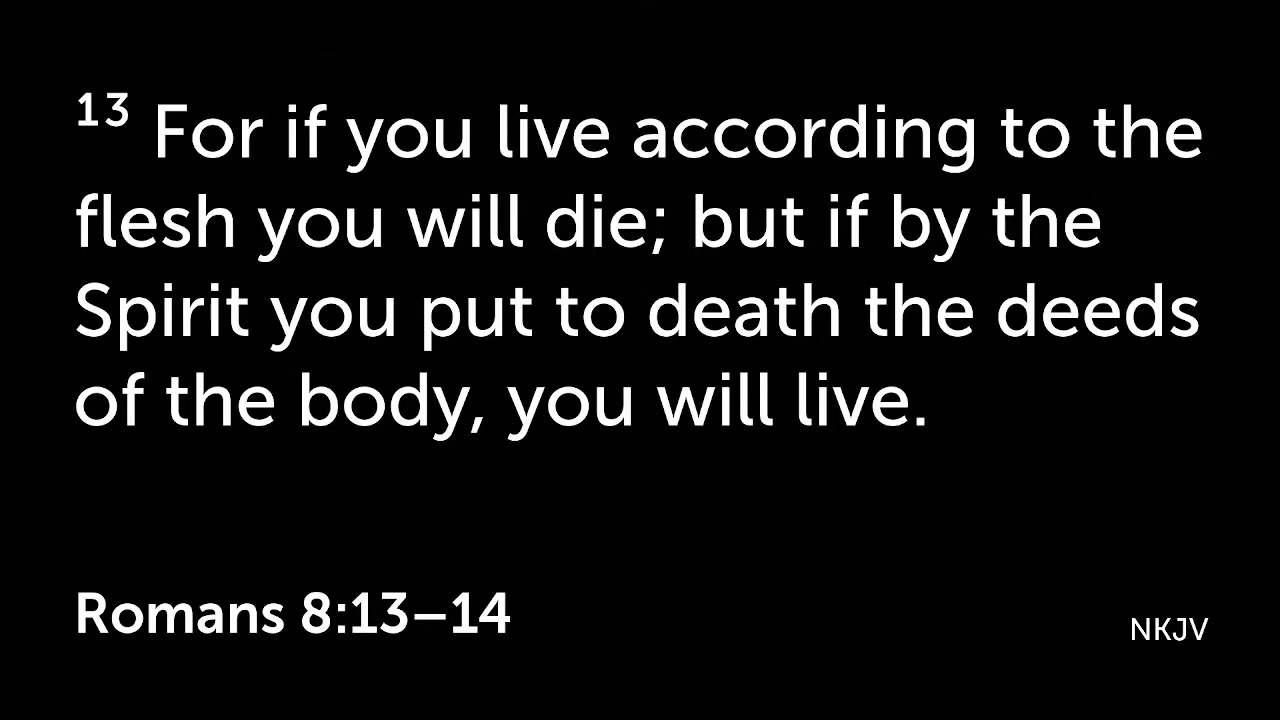 13 For if you live according to the
flesh you will die; but if by the
Spirit you put to death the deeds
of the body, you will live.
Romans 8:13–14
NKJV